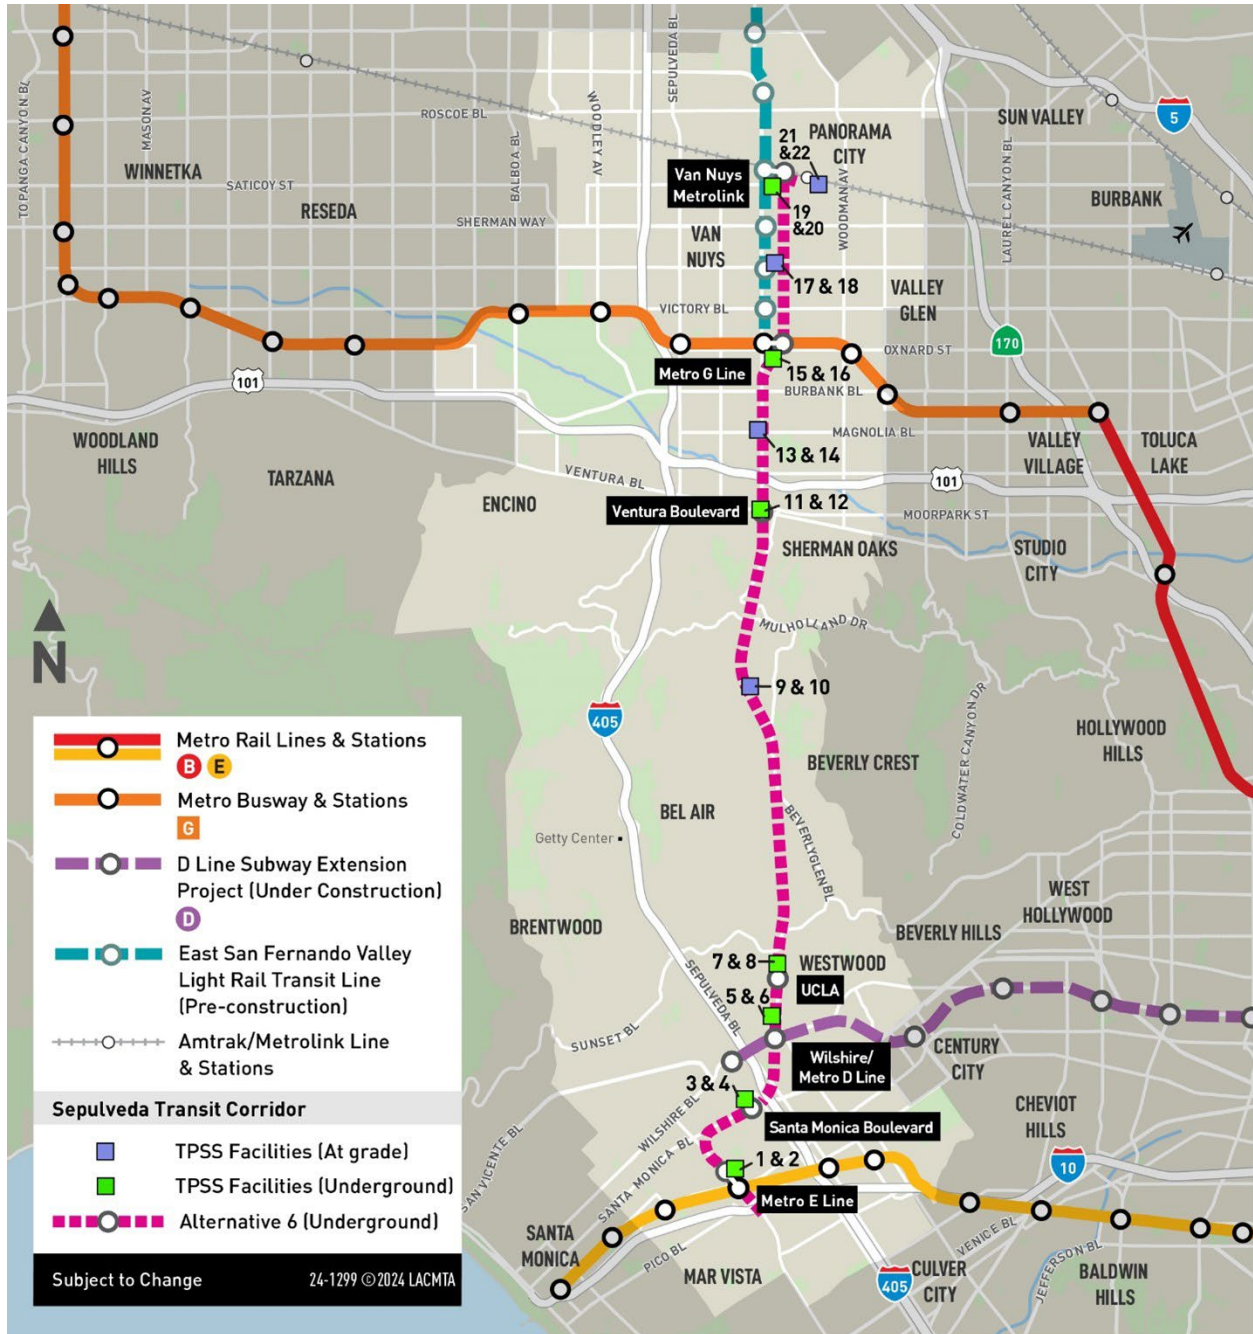 SEPULVEDA BL
TOPANGA CANYON BL
MASON AV
ROSCOE BL
BALBOA BL
WOODLEY AV
SEPULVEDA BL
SUN VALLEY
5
PANORAMA
CITY
21
&22
WINNETKA
SATICOY ST
RESEDA
SHERMAN WAY
Van Nuys
Metrolink
19
&20
WOODMAN AV
LAUREL CANYON BL
BURBANK
VAN
NUYS
17 & 18
VALLEY
GLEN
VICTORY BL
OXNARD ST
170
Metro G Line
15 & 16
BURBANK BL
101
MAGNOLIA BL
WOODLAND
HILLS
TARZANA
13 & 14
VALLEY
VILLAGE
TOLUCA
LAKE
VENTURA BL
101
ENCINO
Ventura Boulevard
11 & 12
MOORPARK ST
SHERMAN OAKS
STUDIO
CITY
MULHOLLAND DR
N
9 & 10
405
COLDWATER CANYON DR
HOLLYWOOD
HILLS
BEVERLY CREST
BEL AIR
Getty Center
BEVERLY GLEN BL
BRENTWOOD
WEST
HOLLYWOOD
BEVERLY HILLS
7 & 8
WESTWOOD
UCLA
SEPULVEDA BL
5 & 6
SUNSET BL
Wilshire/
Metro D Line
CENTURY
CITY
3 & 4
WILSHIRE BL
Santa Monica Boulevard
CHEVIOT
HILLS
SAN VICENTE BL
SANTA MONICA BL
1 & 2
10
Metro E Line
SANTA
MONICA
PICO BL
VENICE BL
MAR VISTA
405
CULVER
CITY
JEFFERSON BL
BALDWIN
HILLS
Metro Rail Lines & Stations
B E
Metro Busway & Stations
G
D Line Subway Extension
Project (Under Construction)
D
East San Fernando Valley
Light Rail Transit Line
(Pre-construction)
Amtrak/Metrolink Line
& Stations
Sepulveda Transit Corridor
TPSS Facilities (At grade)
TPSS Facilities (Underground)
Alternative 6 (Underground)
Subject to Change 24-1299 ©2024 LACMTA